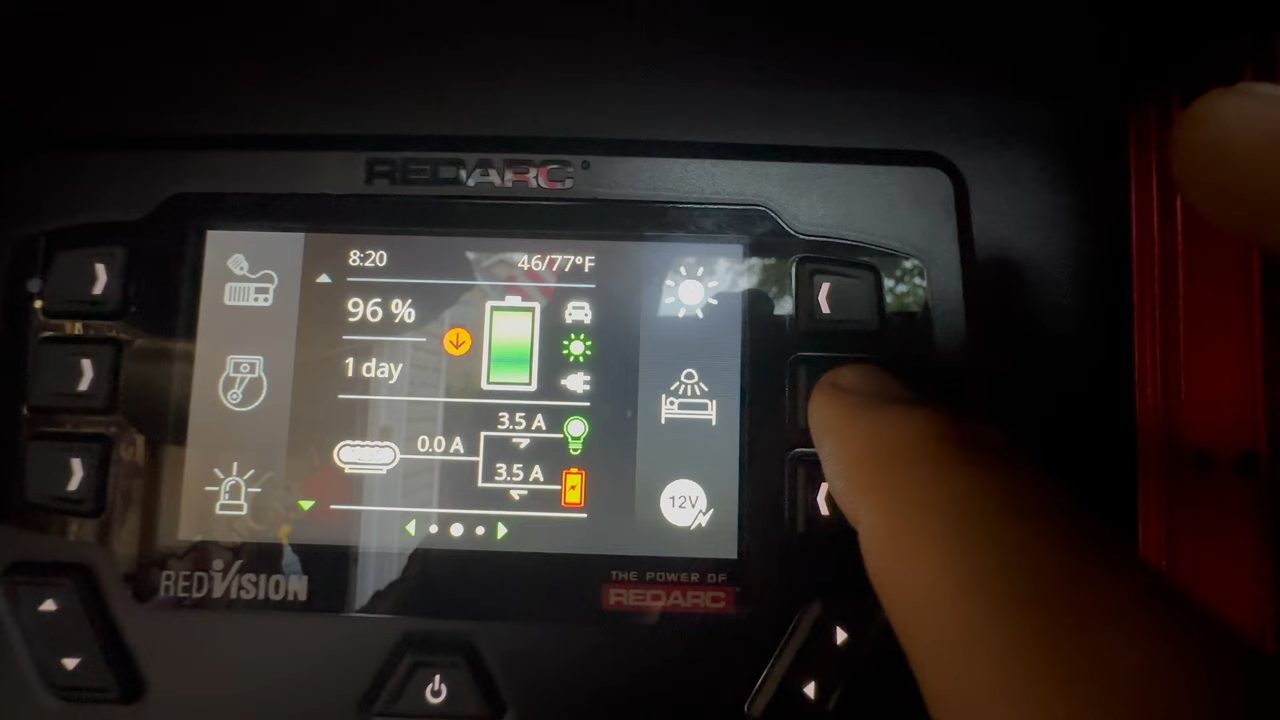 REDARC
8:20
46/77°F
96 %
1 day
3.5 A
0.0 A
3.5 A
12V
REDVISION
THE POWER OF
REDARC